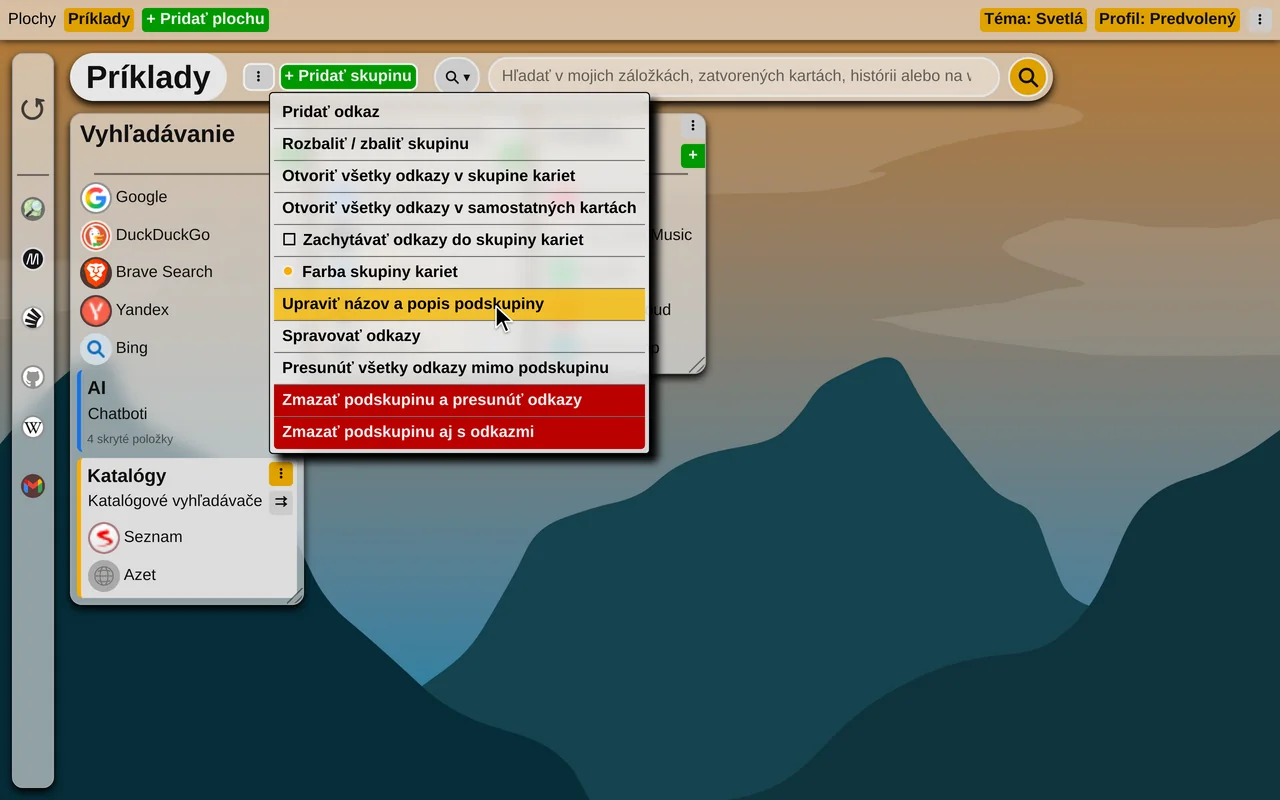 Plochy Príklady + Pridať plochu
Téma: Svetlá Profil: Predvolený
Príklady
+ Pridať skupinu
Hľadať v mojich záložkách, zatvorených kartách, histórii alebo na
Vyhľadávanie
Google
DuckDuckGo
Brave Search
Yandex
Bing
AI
Chatboti
4 skryté položky
Katalógy
Katalógové vyhľadávače
Seznam
Azet
Pridať odkaz
Rozbaliť / zbaliť skupinu
Otvoriť všetky odkazy v skupine kariet
Otvoriť všetky odkazy v samostatných kartách
Zachytávať odkazy do skupiny kariet
Farba skupiny kariet
Upraviť názov a popis podskupiny
Spravovať odkazy
Presunúť všetky odkazy mimo podskupinu
Zmazať podskupinu a presunúť odkazy
Zmazať podskupinu aj s odkazmi
+
Music
ud
o